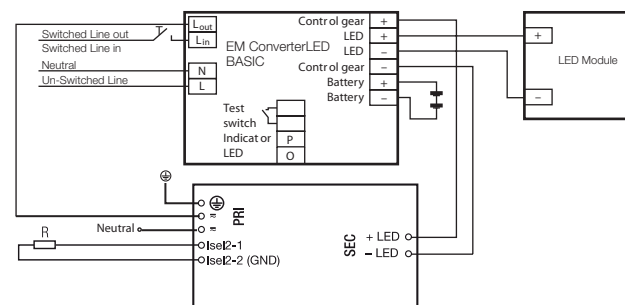 Switched Line out
Switched Line in
Neutral
Un-Switched Line
Lout
Lin
N
L
EM ConverterLED
BASIC
Control gear +
LED +
LED –
Control gear –
Battery +
Battery –
Test
switch
Indicator P
LED O
+
LED Module
–
Neutral
R
PRI
Isel2-1
Isel2-2 (GND)
SEC
+ LED
– LED